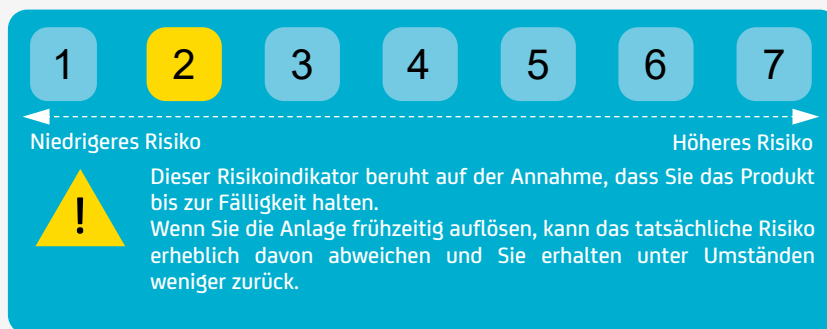 1 2 3 4 5 6 7
Niedrigeres Risiko Höheres Risiko
!
Dieser Risikoindikator beruht auf der Annahme, dass Sie das Produkt
bis zur Fälligkeit halten.
Wenn Sie die Anlage frühzeitig auflösen, kann das tatsächliche Risiko
erheblich davon abweichen und Sie erhalten unter Umständen
weniger zurück.